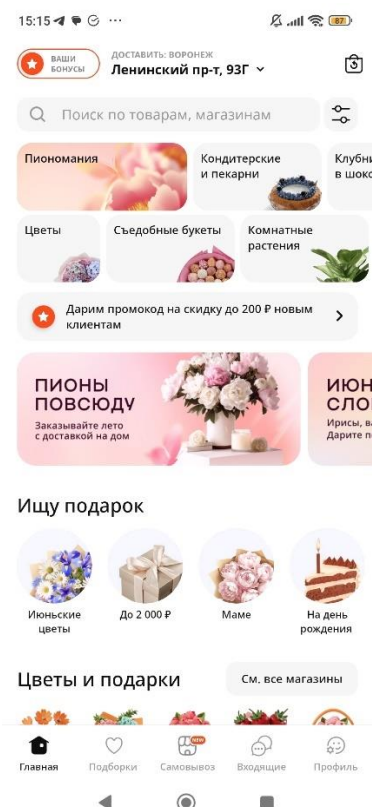 15:15
87
ВАШИ
БОНУСЫ
ДОСТАВИТЬ: ВОРОНЕЖ
Ленинский пр-т, 93Г
Поиск по товарам, магазинам
Пиономания
Кондитерские
и пекарни
Клубни
в шоко
Цветы
Съедобные букеты
Комнатные
растения
Дарим промокод на скидку до 200 ₽ новым
клиентам
ПИОНЫ
ПОВСЮДУ
Заказывайте лето
с доставкой на дом
ИЮН
СЛО
Ирисы, ва
Дарите п
Ищу подарок
Июньские
цветы
До 2 000 ₽
Маме
На день
рождения
Цветы и подарки
См. все магазины
Главная
Подборки
NEW
Самовывоз
Входящие
Профиль